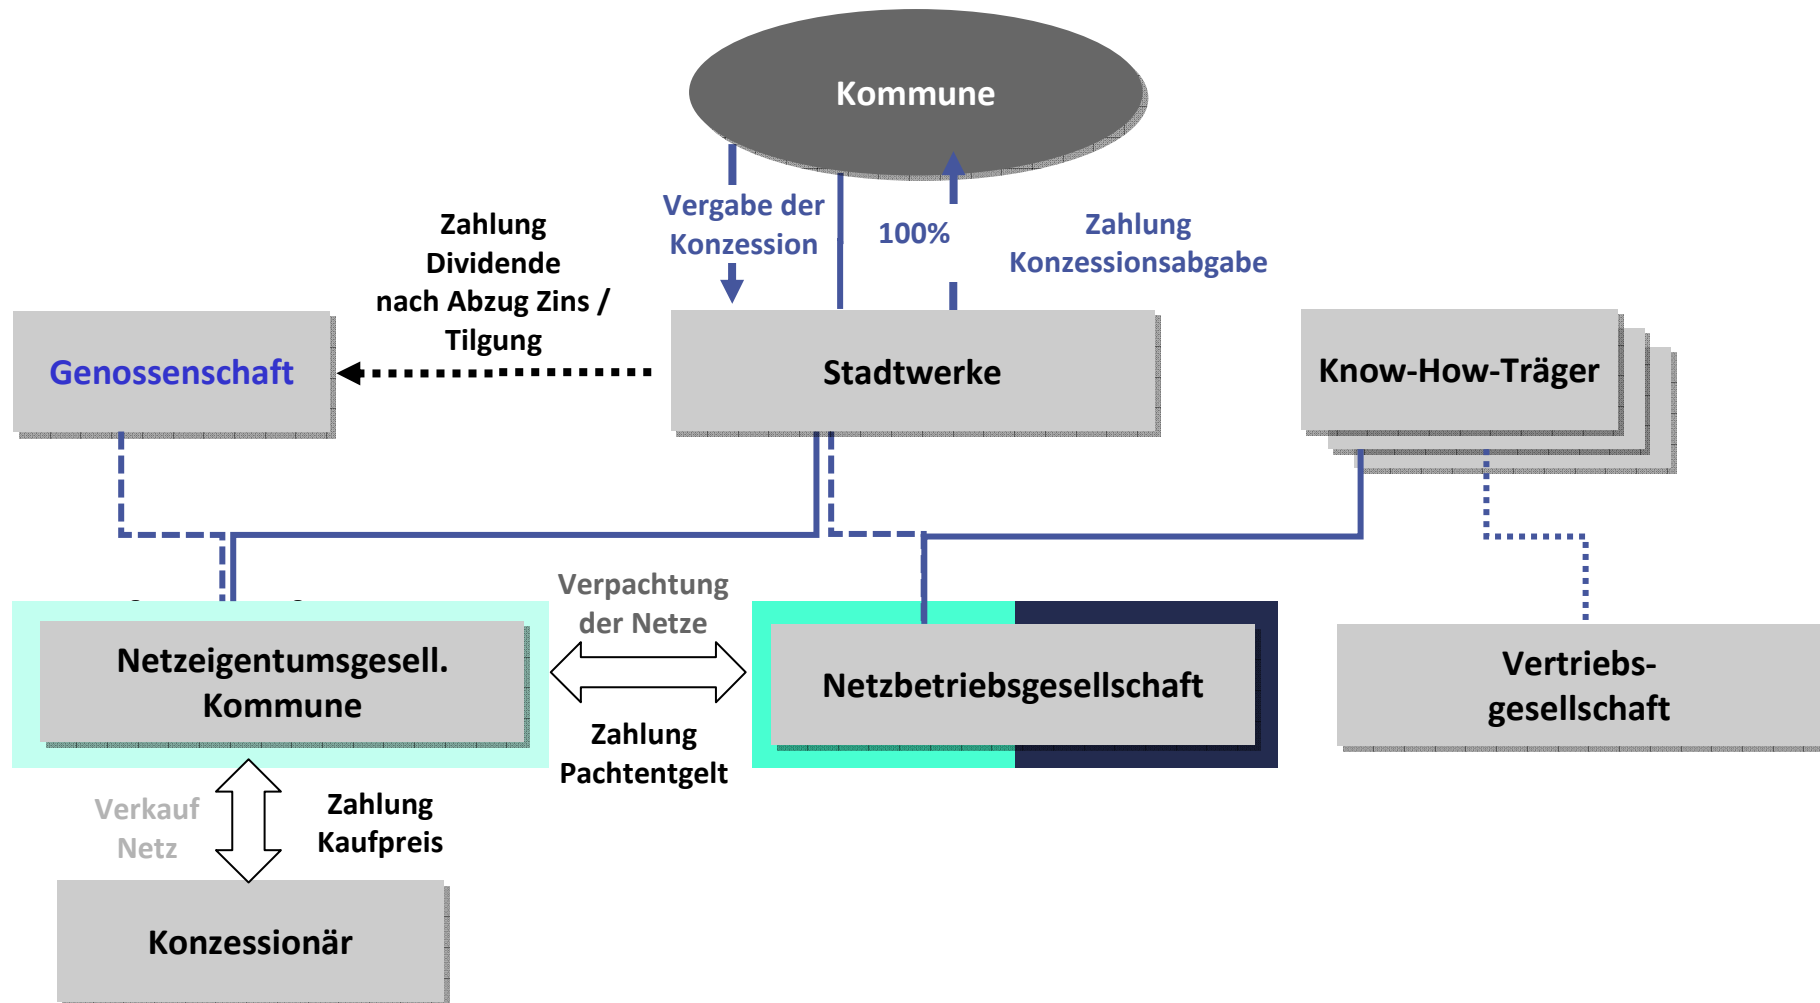 Kommune
Vergabe der
Konzession
100%
Zahlung
Konzessionsabgabe
Zahlung
Dividende
nach Abzug Zins /
Tilgung
Genossenschaft
Stadtwerke
Know-How-Träger
Verpachtung
der Netze
Netzeigentumsgesell.
Kommune
Netzbetriebsgesellschaft
Vertriebs-
gesellschaft
Zahlung
Pachtentgelt
Verkauf
Netz
Zahlung
Kaufpreis
Konzessionär